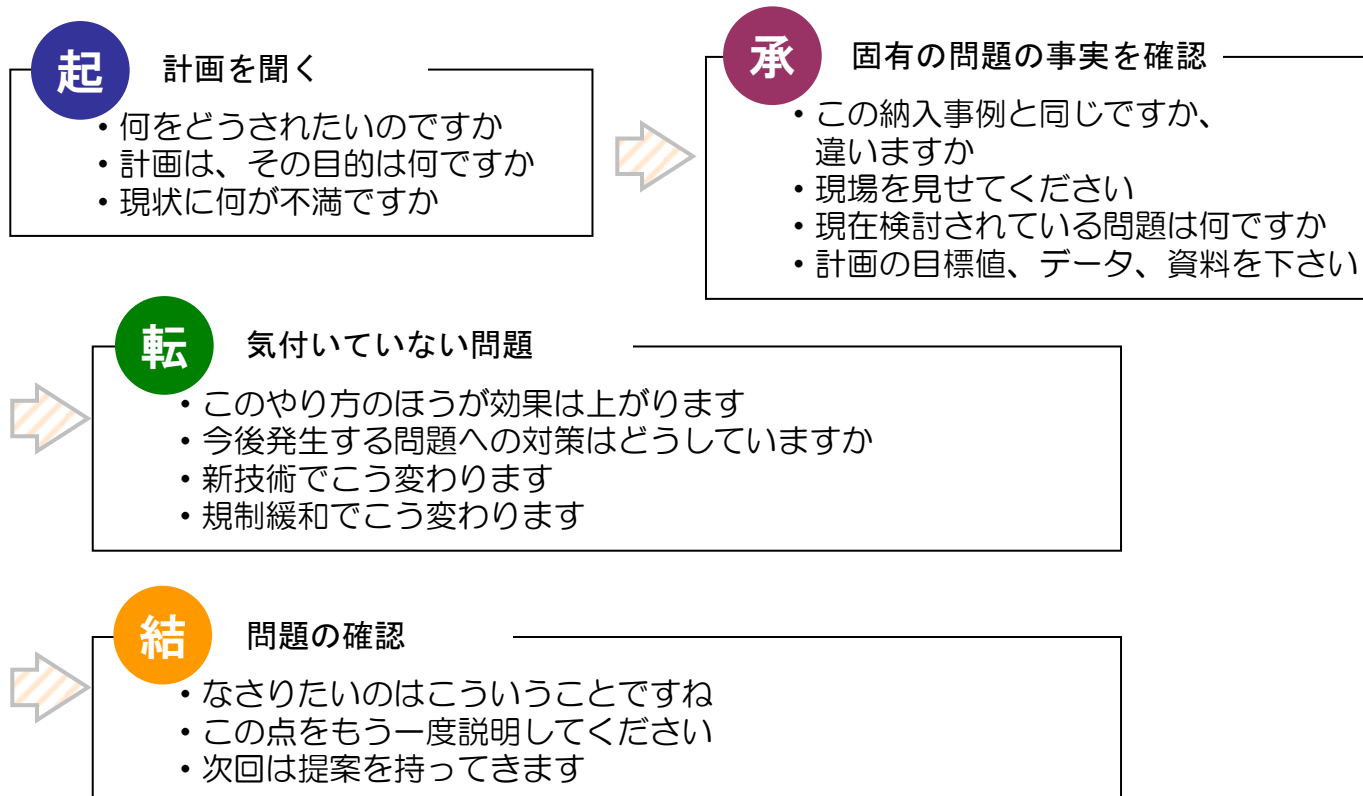 起 計画を聞く
・何をどうされたいのですか
・計画は、その目的は何ですか
・現状に何が不満ですか
承 固有の問題の事実を確認
・この納入事例と同じですか、
違いますか
・現場を見せてください
・現在検討されている問題は何ですか
・計画の目標値、データ、資料を下さい
転 気付いていない問題
・このやり方のほうが効果は上がります
・今後発生する問題への対策はどうしていますか
・新技術でこう変わります
・規制緩和でこう変わります
結 問題の確認
・なさりたいのはこういうことですね
・この点をもう一度説明してください
・次回は提案を持ってきます